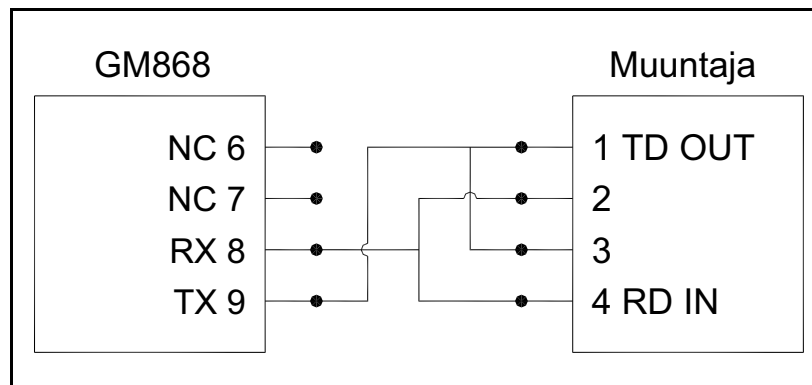 GM868
Muuntaja
NC 6
NC 7
RX 8
TX 9
1 TD OUT
2
3
4 RD IN